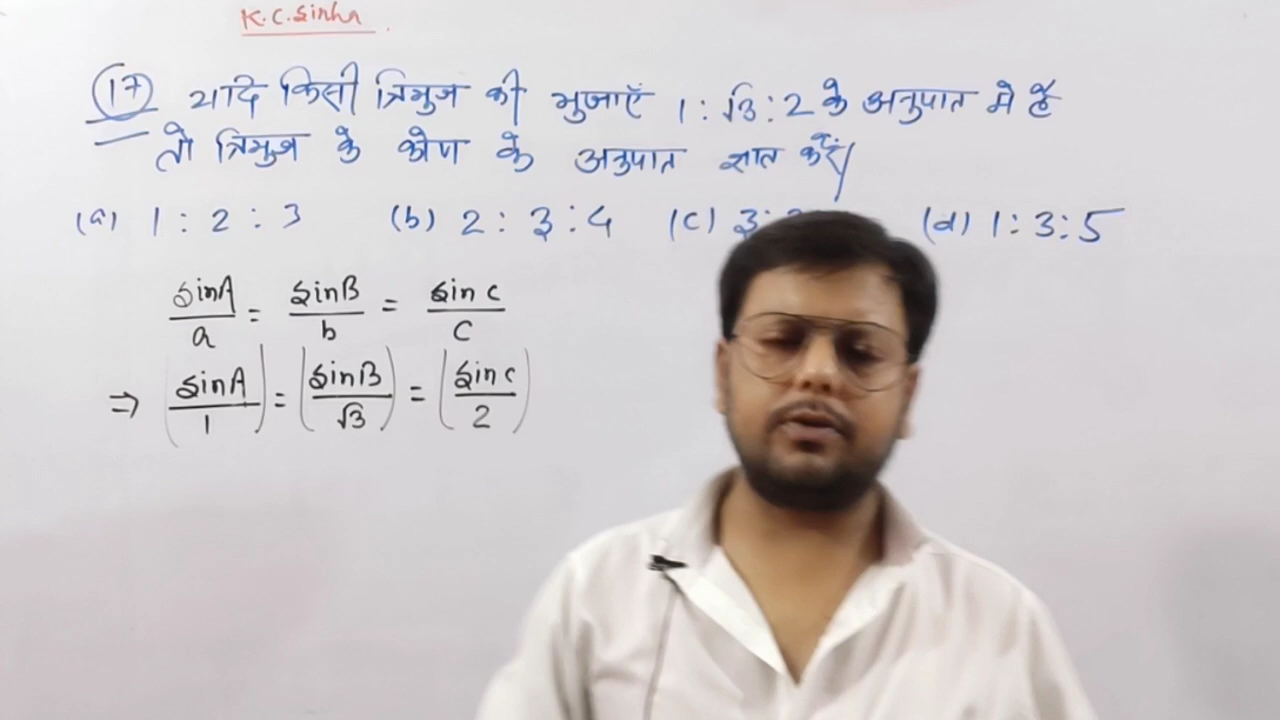 K.C.Sinha
(17) यदि किसी त्रिभुज की भुजाएँ 1 : √3 : 2 के अनुपात मे हैं
तो त्रिभुज के कोण के अनुपात ज्ञात करें।
(a) 1 : 2 : 3 (b) 2 : 3 : 4 (c) 3 : (d) 1 : 3 : 5
sinA/a = sinB/b = sinc/c
⇒ (sinA/1) = (sinB/√3) = (sinc/2)